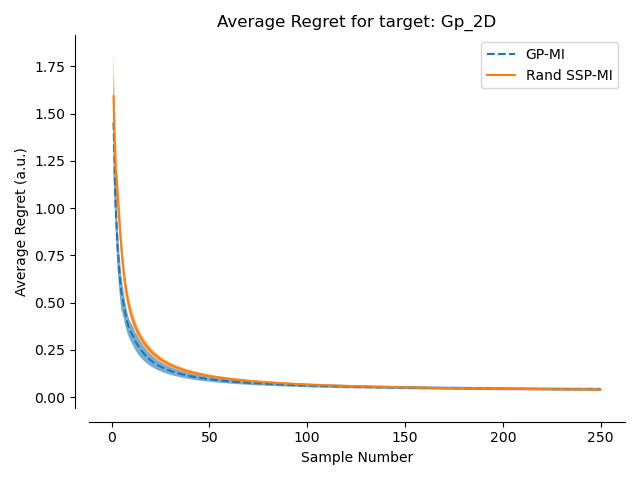 Average Regret for target: Gp_2D
GP-MI
Rand SSP-MI
Average Regret (a.u.)
1.75
1.50
1.25
1.00
0.75
0.50
0.25
0.00
0 50 100 150 200 250
Sample Number